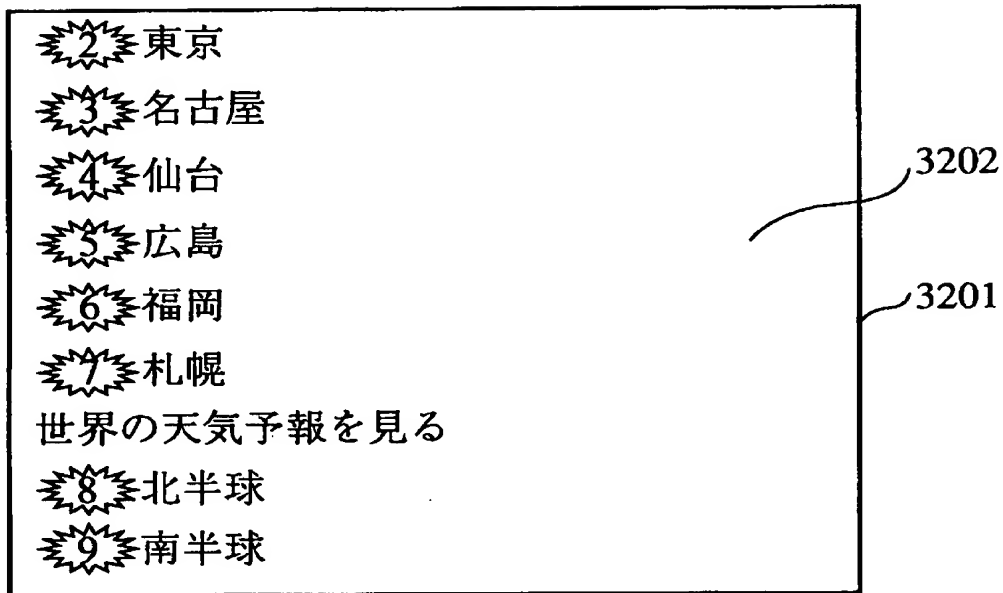 2 東京
3 名古屋
4 仙台
3202
5 広島
3201
6 福岡
7 札幌
世界の天気予報を見る
8 北半球
9 南半球